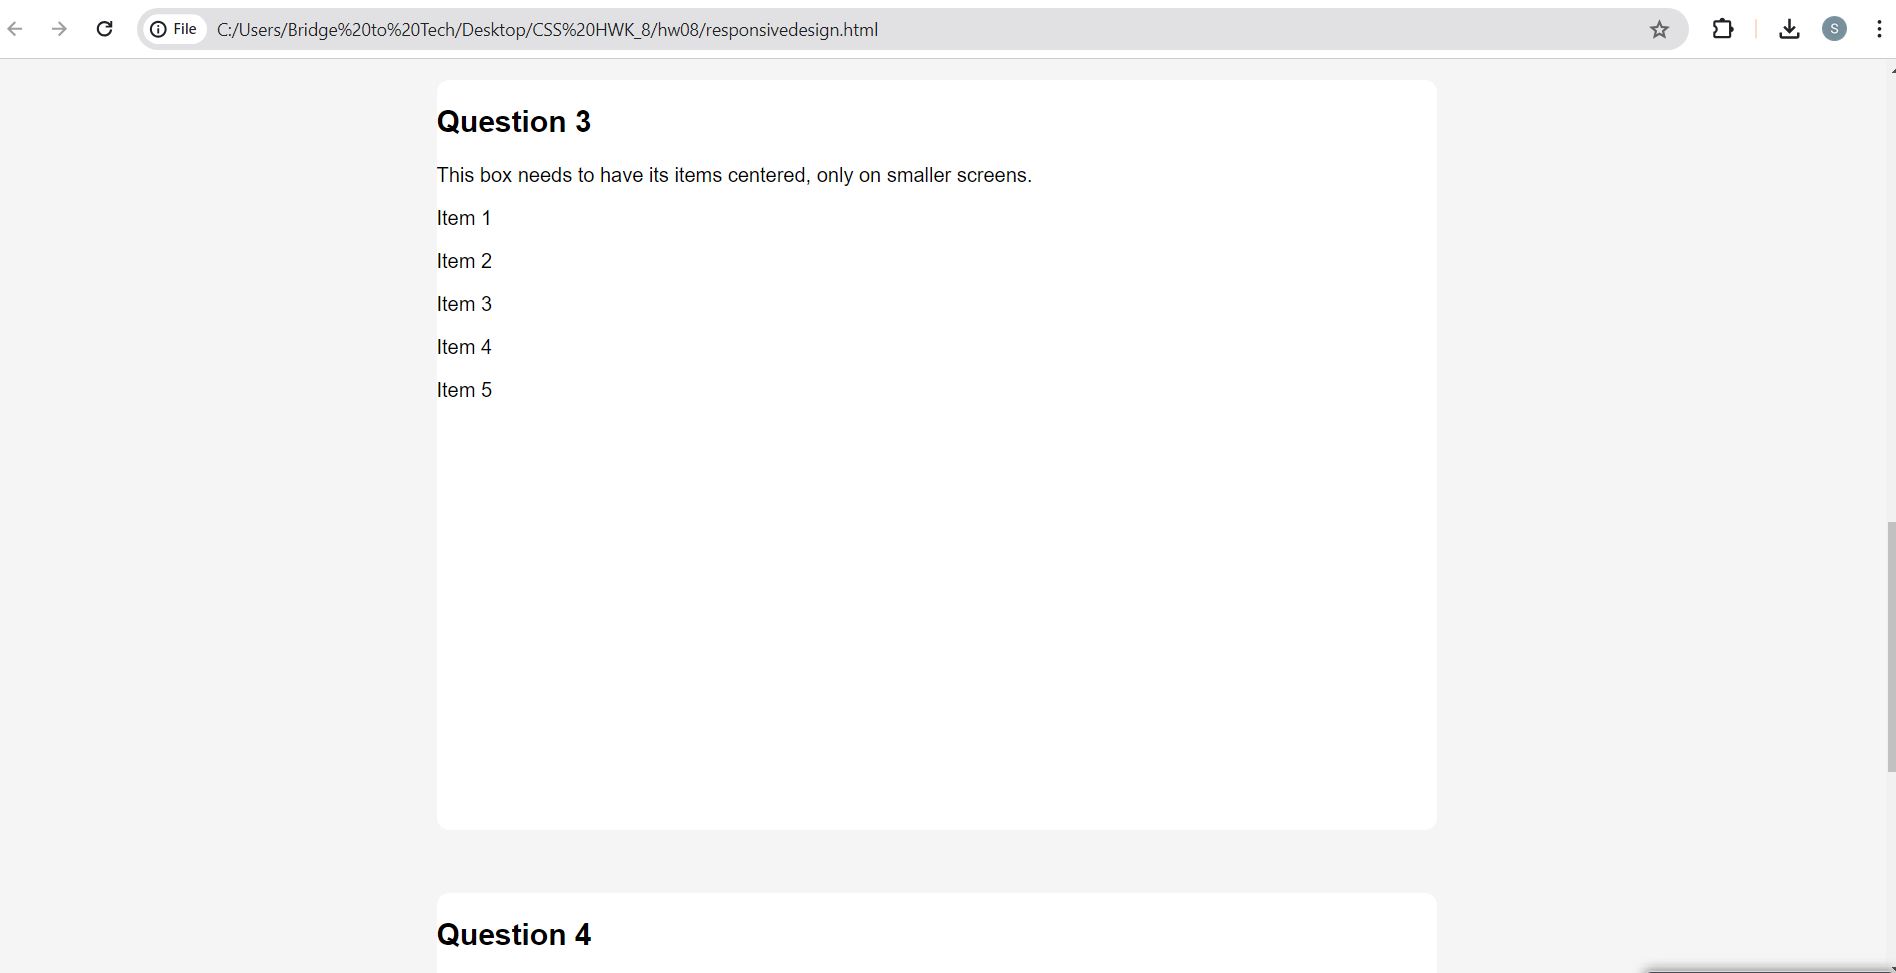 File C:/Users/Bridge%20to%20Tech/Desktop/CSS%20HWK_8/hw08/responsivedesign.html S
Question 3
This box needs to have its items centered, only on smaller screens.
Item 1
Item 2
Item 3
Item 4
Item 5
Question 4